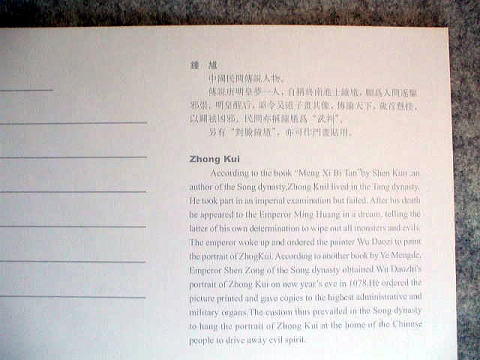 鍾 馗
中國民間傳說人物。
傳說唐明皇夢一人，自稱終南進士鍾馗，願爲人間逐驅
邪祟。明皇醒后，詔令吴道子畫其像，傳諭天下，歲首懸挂，
以闢祛凶邪。民間亦稱鍾馗爲“武判”。
另有“對臉鍾馗”，亦可作門畫貼用。
Zhong Kui
According to the book "Meng Xi Bi Tan"by Shen Kuo ,an
author of the Song dynasty,Zhong Kuil lived in the Tang dynasty.
He took part in an imperial examination but failed. After his death
he appeared to the Emperor Ming Huang in a dream, telling the
latter of his own determination to wipe out all monsters and evils.
The emperor woke up and ordered the painter Wu Daozi to paint
the portrait of ZhogKui. According to another book by Ye Mengde,
Emperor Shen Zong of the Song dynasty obtained Wu Daozhi's
portrait of Zhong Kui on new year's eve in 1078.He ordered the
picture printed and gave copies to the highest administrative and
military organs.The custom thus prevailed in the Song dynasty
to hang the portrait of Zhong Kui at the home of the Chinese
people to drive away evil spirit.